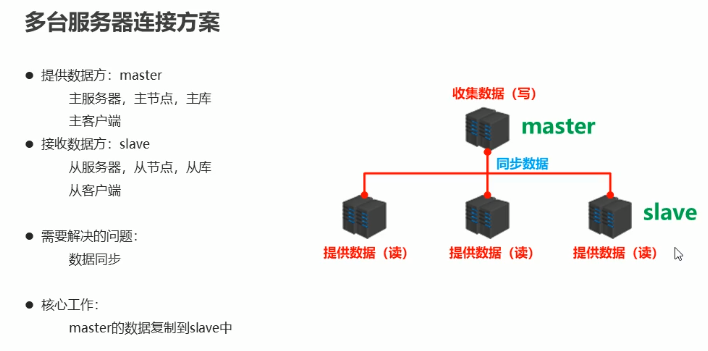 多台服务器连接方案
● 提供数据方：master
主服务器，主节点，主库
主客户端
● 接收数据方：slave
从服务器，从节点，从库
从客户端
● 需要解决的问题：
数据同步
● 核心工作：
master的数据复制到slave中
收集数据（写）
master
同步数据
slave
提供数据（读）
提供数据（读）
提供数据（读）